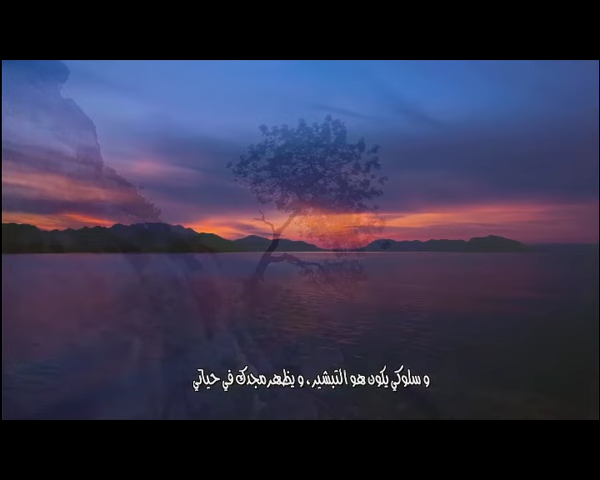 و سلوكي يكون هو التبشير ، و يظهر مجدك في حياتي